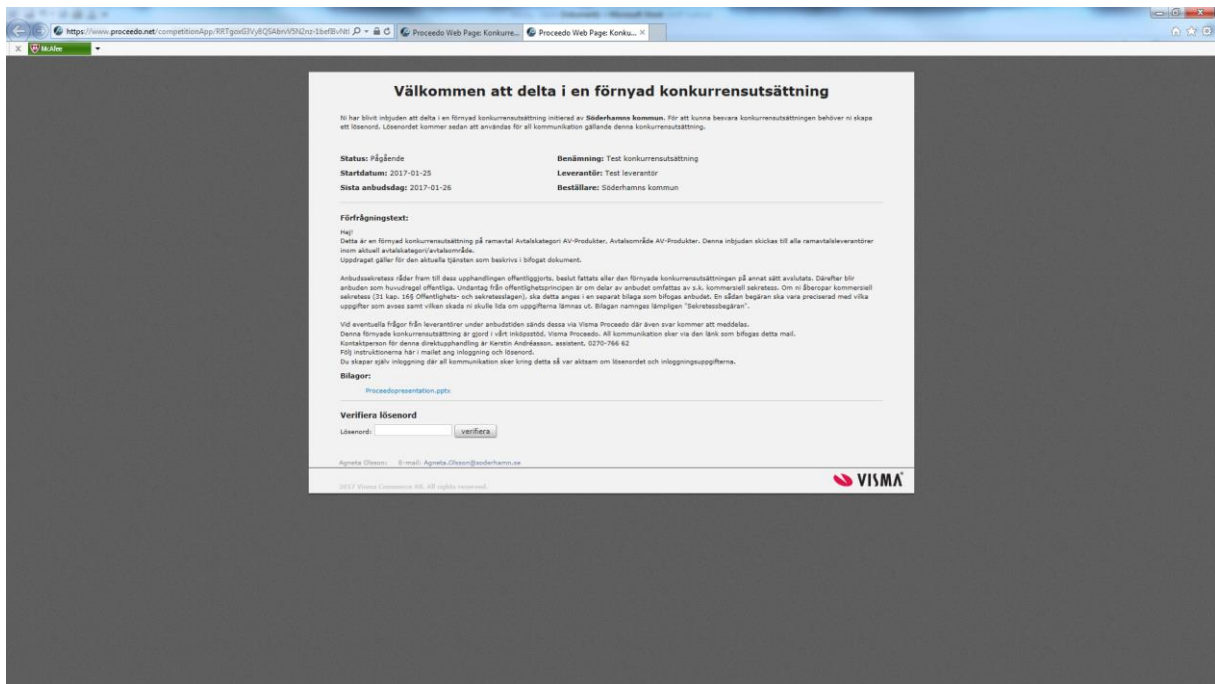 https://www.proceedo.net/competitionApp/
Proceedo Web Page: Konkurre...
Proceedo Web Page: Konku...
McAfee
Välkommen att delta i en förnyad konkurrensutsättning
Ni har blivit inbjuden att delta i en förnyad konkurrensutsättning initierad av Söderhamns kommun. För att kunna besvara konkurrensutsättningen behöver ni skapa
ett lösenord. Lösenordet kommer sedan att användas för all kommunikation gällande denna konkurrensutsättning.
Status: Pågående
Benämning: Test konkurrensutsättning
Startdatum: 2017-01-25
Leverantör: Test leverantör
Sista anbudsdag: 2017-01-26
Beställare: Söderhamns kommun
Förfrågningstext:
Hej!
Detta är en förnyad konkurrensutsättning på ramavtal Avtalskategori AV-Produkter, Avtalsområde AV-Produkter. Denna inbjudan skickas till alla ramavtalsleverantörer
inom aktuell avtalskategori/avtalsområde.
Uppdraget gäller för den aktuella tjänsten som beskrivs i bifogat dokument.
Anbudssekretess råder fram till dess upphandlingen offentliggjorts, beslut fattats eller den förnyade konkurrensutsättningen på annat sätt avslutats. Därefter blir
anbuden som huvudregel offentliga. Undantag från offentlighetsprincipen är om delar av anbudet omfattas av s.k. kommersiell sekretess. Om ni åberopar kommersiell
sekretess (31 kap. 16§ Offentlighets- och sekretesslagen), ska detta anges i en separat bilaga som bifogas anbudet. En sådan begäran ska vara preciserad med vilka
uppgifter som avses samt vilken skada ni skulle lida om uppgifterna lämnas ut. Bilagan namnges lämpligen "Sekretessbegäran".
Vid eventuella frågor från leverantörer under anbudstiden sänds dessa via Visma Proceedo där även svar kommer att meddelas.
Denna förnyade konkurrensutsättning är gjord i vårt inköpsstöd, Visma Proceedo. All kommunikation sker via den länk som bifogas detta mail.
Kontaktperson för denna direktupphandling är Kerstin Andréasson, assistent, 0270-766 62
Följ instruktionerna här i mailet ang inloggning och lösenord.
Du skapar själv inloggning där all kommunikation sker kring detta så var aktsam om lösenordet och inloggningsuppgifterna.
Bilagor:
Proceedopresentation.pptx
Verifiera lösenord
Lösenord:
verifiera
Agneta Olsson: E-mail: Agneta.Olsson@soderhamn.se
2017 Visma Commerce AB. All rights reserved.
VISMA